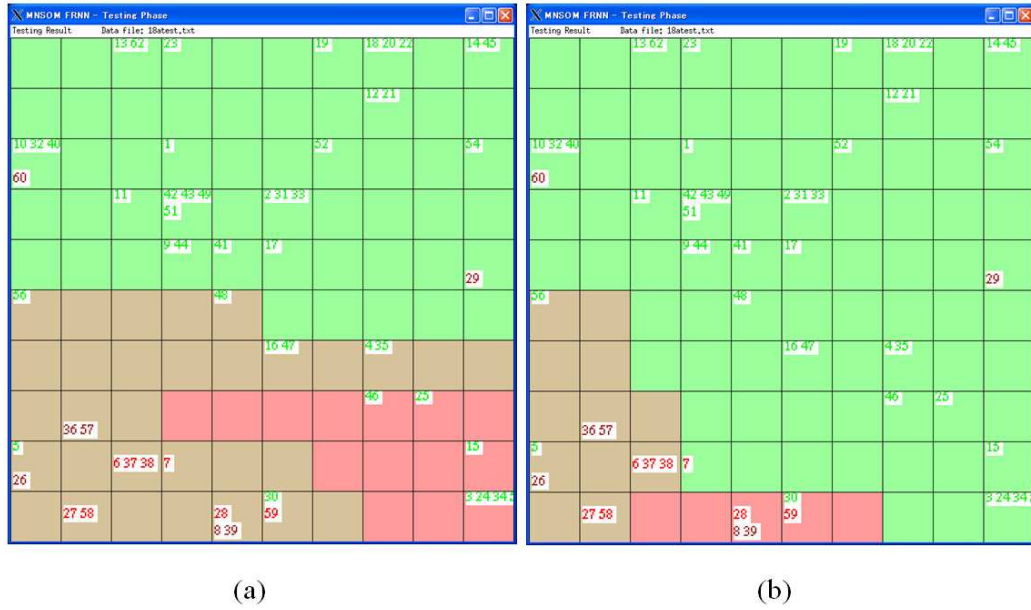 MNSOM FRNN - Testing Phase
Testing Result Data file: 18atest.txt
13 62 23 19 18 20 22 14 45
12 21
10 32 40 1 52 54
60
11 42 43 49 2 31 33
51
9 44 41 17
29
56 48
16 47 4 35
46 25
36 57
5 15
6 37 38 7
26
30 3 24 34
27 58 28 59
8 39
(a)
MNSOM FRNN - Testing Phase
Testing Result Data file: 18atest.txt
13 62 23 19 18 20 22 14 45
12 21
10 32 40 1 52 54
60
11 42 43 49 2 31 33
51
9 44 41 17
29
56 48
16 47 4 35
46 25
36 57
5 15
6 37 38 7
26
30 3 24 34
27 58 28 59
8 39
(b)